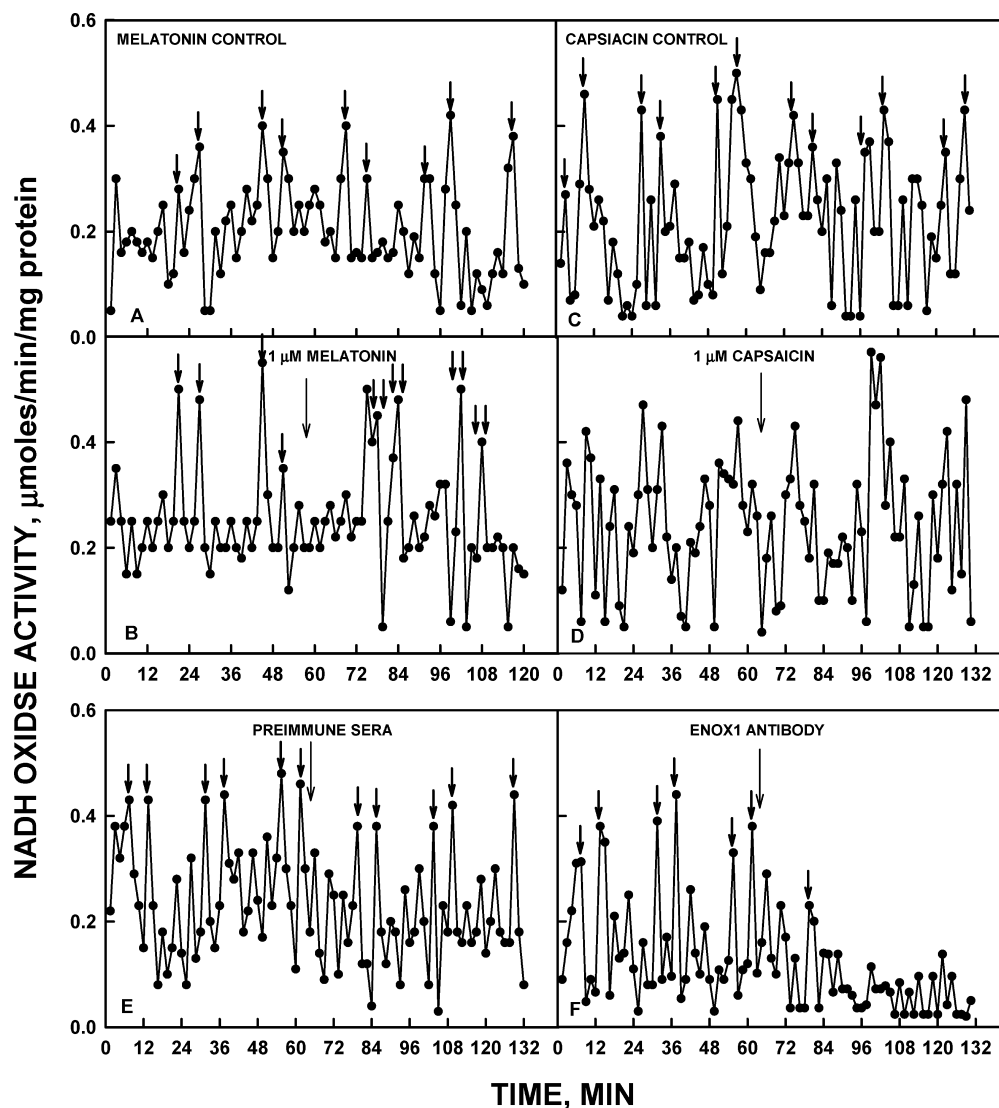 NADH OXIDSE ACTIVITY, μmoles/min/mg protein
0.6
0.4
0.2
0.0
MELATONIN CONTROL
A
CAPSIACIN CONTROL
C
0.4
0.2
0.0
1 μM MELATONIN
B
1 μM CAPSAICIN
D
0 12 24 36 48 60 72 84 96 108 120
0 12 24 36 48 60 72 84 96 108 120 132
0.6
0.4
0.2
0.0
PREIMMUNE SERA
E
ENOX1 ANTIBODY
F
0 12 24 36 48 60 72 84 96 108 120 132
0 12 24 36 48 60 72 84 96 108 120 132
TIME, MIN